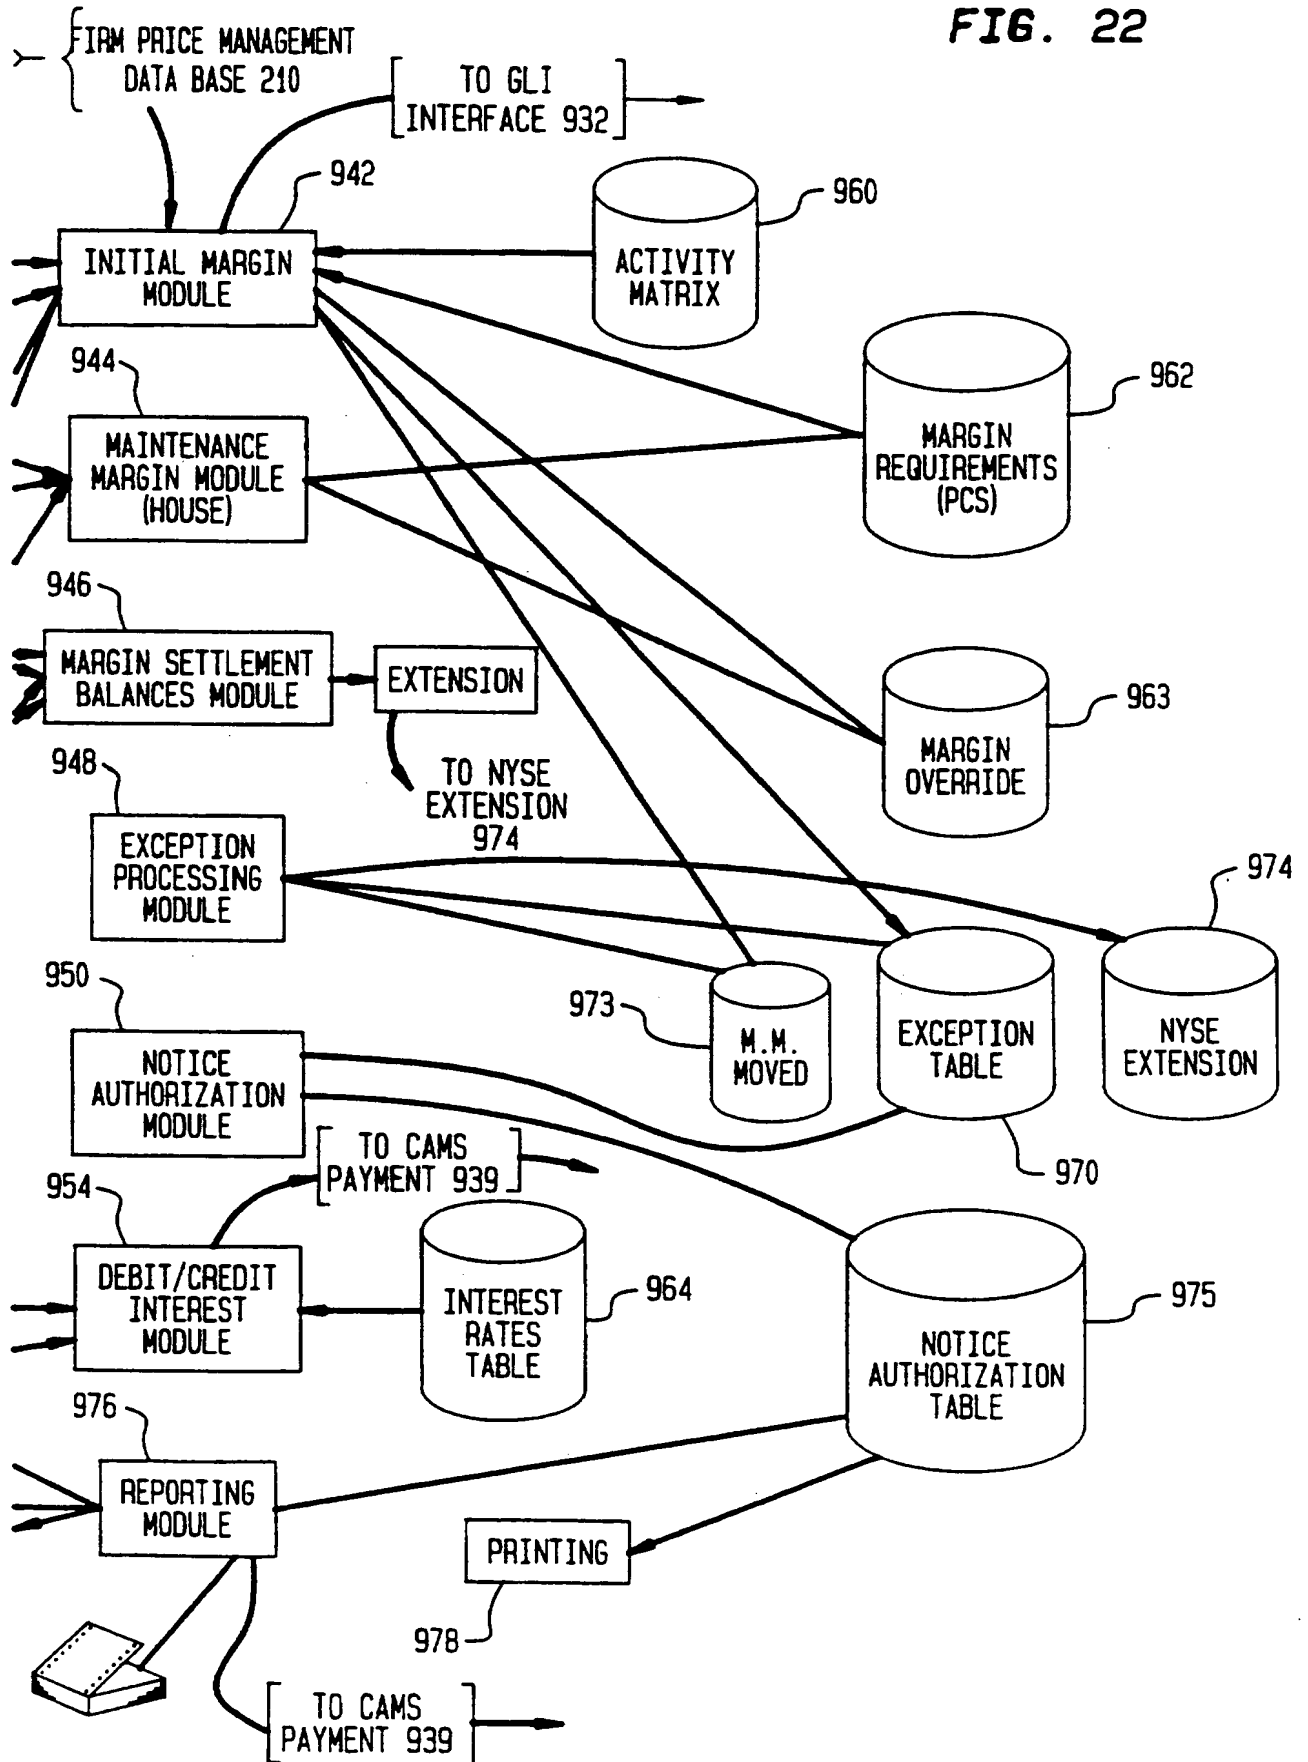 FIG. 22
FIRM PRICE MANAGEMENT
DATA BASE 210
TO GLI
INTERFACE 932
942
INITIAL MARGIN
MODULE
960
ACTIVITY
MATRIX
944
MAINTENANCE
MARGIN MODULE
(HOUSE)
962
MARGIN
REQUIREMENTS
(PCS)
946
MARGIN SETTLEMENT
BALANCES MODULE
EXTENSION
TO NYSE
EXTENSION
974
963
MARGIN
OVERRIDE
948
EXCEPTION
PROCESSING
MODULE
974
NYSE
EXTENSION
973
M.M.
MOVED
EXCEPTION
TABLE
970
950
NOTICE
AUTHORIZATION
MODULE
TO CAMS
PAYMENT 939
954
DEBIT/CREDIT
INTEREST
MODULE
964
INTEREST
RATES
TABLE
975
NOTICE
AUTHORIZATION
TABLE
976
REPORTING
MODULE
PRINTING
978
TO CAMS
PAYMENT 939